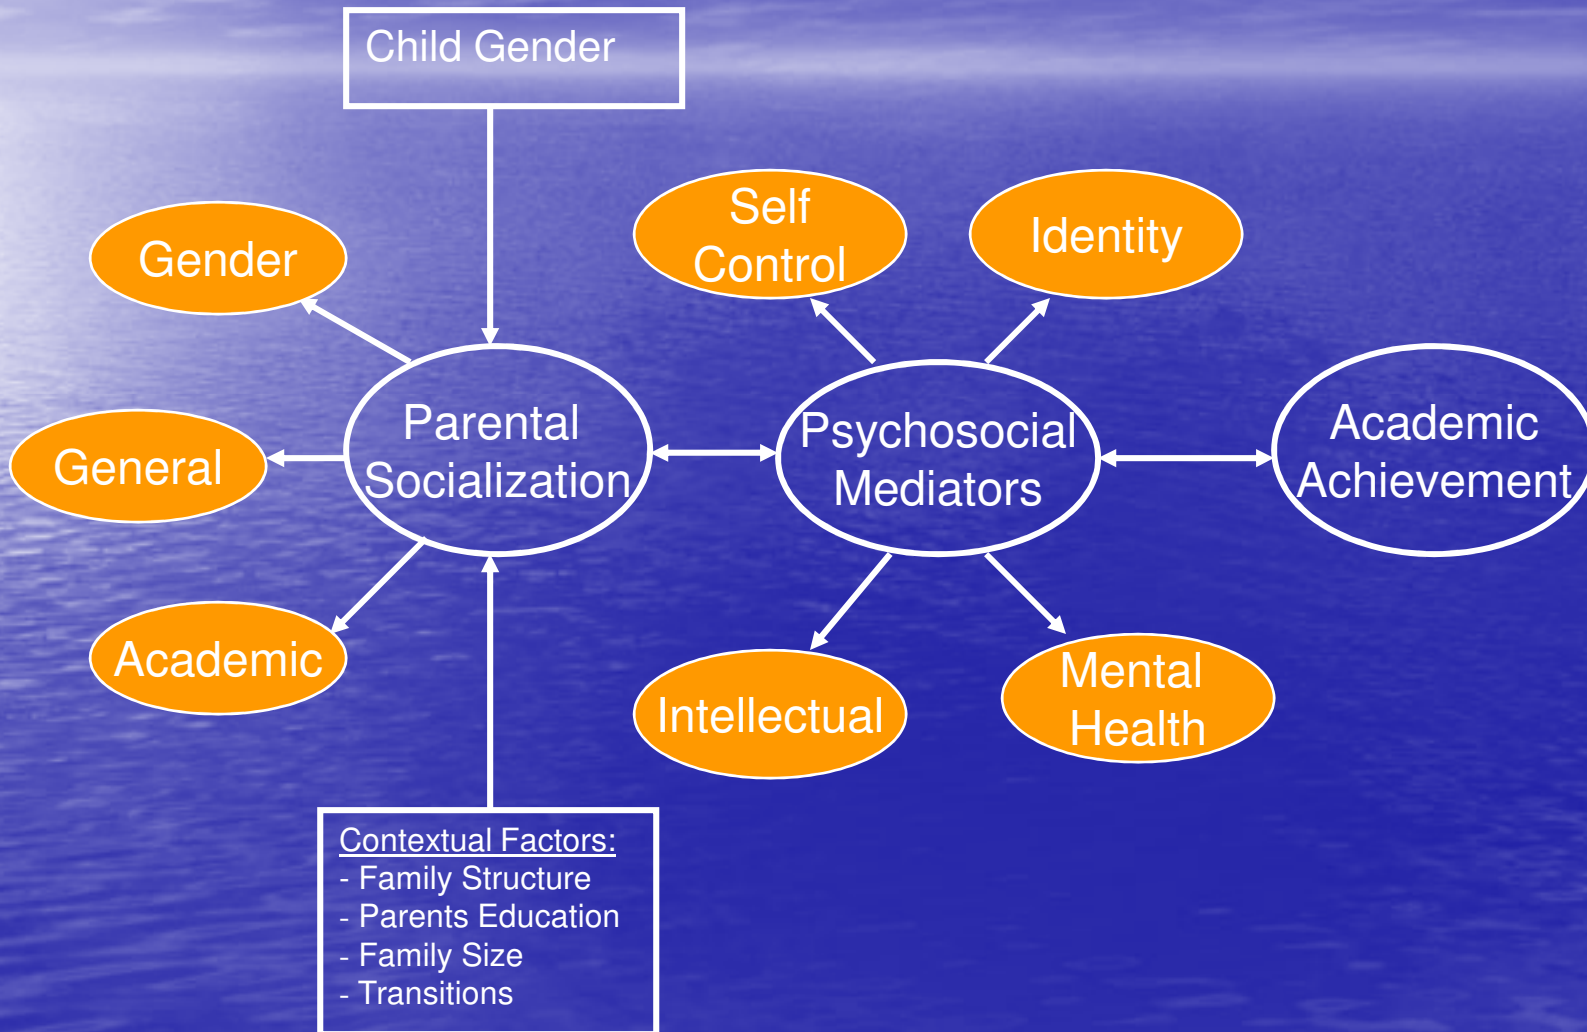 Child Gender
Gender
General
Academic
Parental
Socialization
Self
Control
Identity
Psychosocial
Mediators
Intellectual
Mental
Health
Academic
Achievement
Contextual Factors:
- Family Structure
- Parents Education
- Family Size
- Transitions